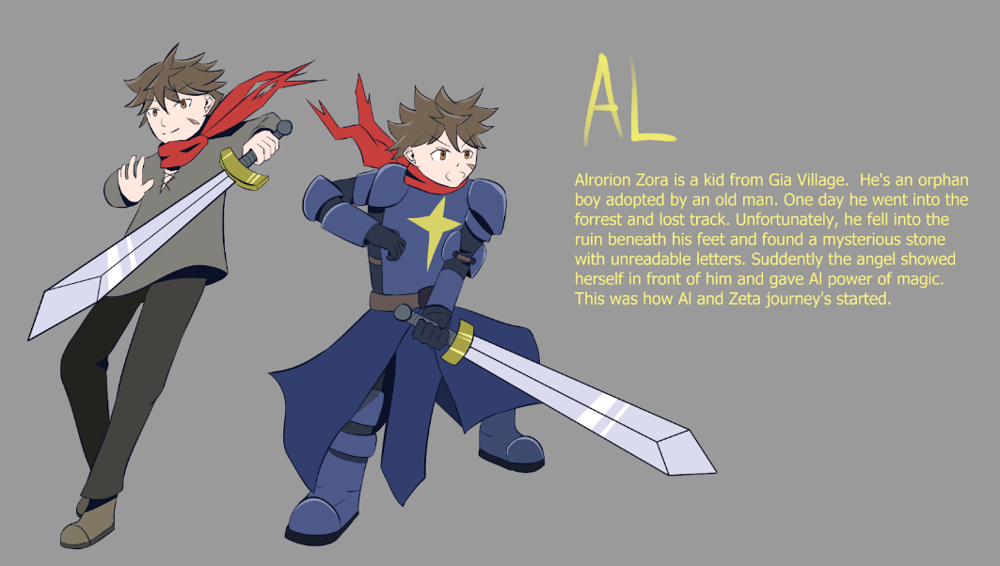 AL
Alrorion Zora is a kid from Gia Village.  He's an orphan
boy adopted by an old man. One day he went into the
forrest and lost track. Unfortunately, he fell into the
ruin beneath his feet and found a mysterious stone
with unreadable letters. Suddently the angel showed
herself in front of him and gave Al power of magic.
This was how Al and Zeta journey's started.